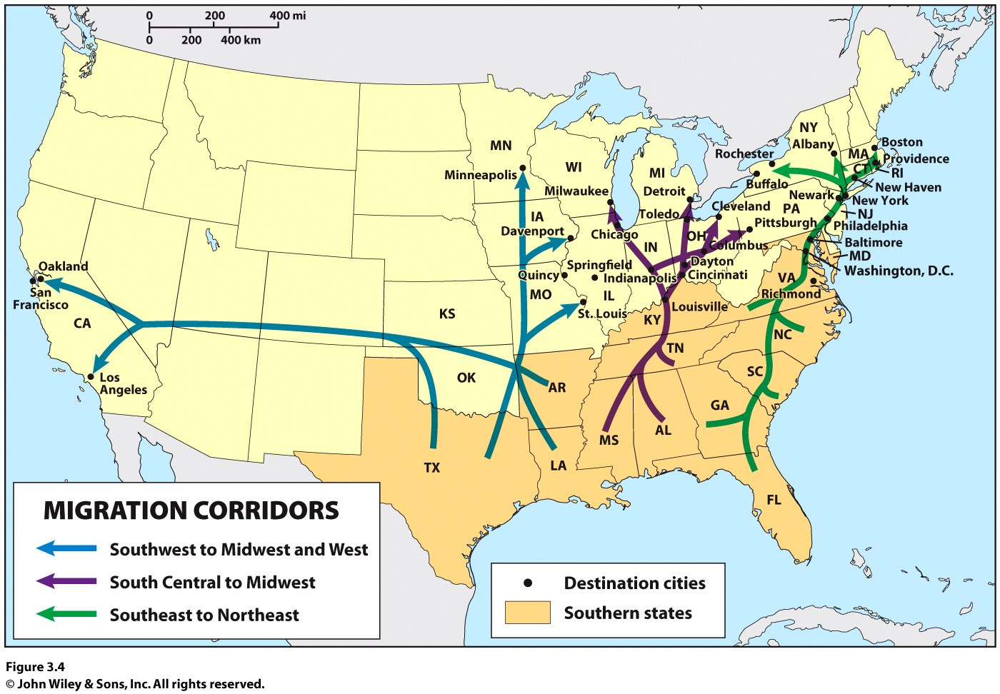 0 200 400 mi
0 200 400 km
MN
Minneapolis
WI
Milwaukee
MI
Detroit
NY
Albany
Rochester
Buffalo
MA
CT
Boston
Providence
RI
New Haven
New York
Newark
NJ
PA
Philadelphia
Pittsburgh
Cleveland
Toledo
IA
Davenport
Chicago
IN
OH
Columbus
Baltimore
MD
Washington, D.C.
Oakland
San
Francisco
CA
Los
Angeles
KS
Quincy
Springfield
Indianapolis
Dayton
Cincinnati
MO
IL
St. Louis
Louisville
KY
VA
Richmond
TN
NC
SC
OK
AR
GA
MS
AL
TX
LA
FL
MIGRATION CORRIDORS
Southwest to Midwest and West
South Central to Midwest
Southeast to Northeast
Destination cities
Southern states
Figure 3.4
© John Wiley & Sons, Inc. All rights reserved.